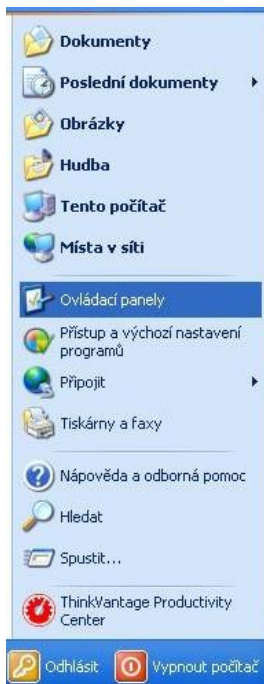 Dokumenty
Poslední dokumenty
Obrázky
Hudba
Tento počítač
Místa v síti
Ovládací panely
Přístup a výchozí nastavení
programů
Připojit
Tiskárny a faxy
Nápověda a odborná pomoc
Hledat
Spustit...
ThinkVantage Productivity
Center
Odhlásit Vypnout počítač